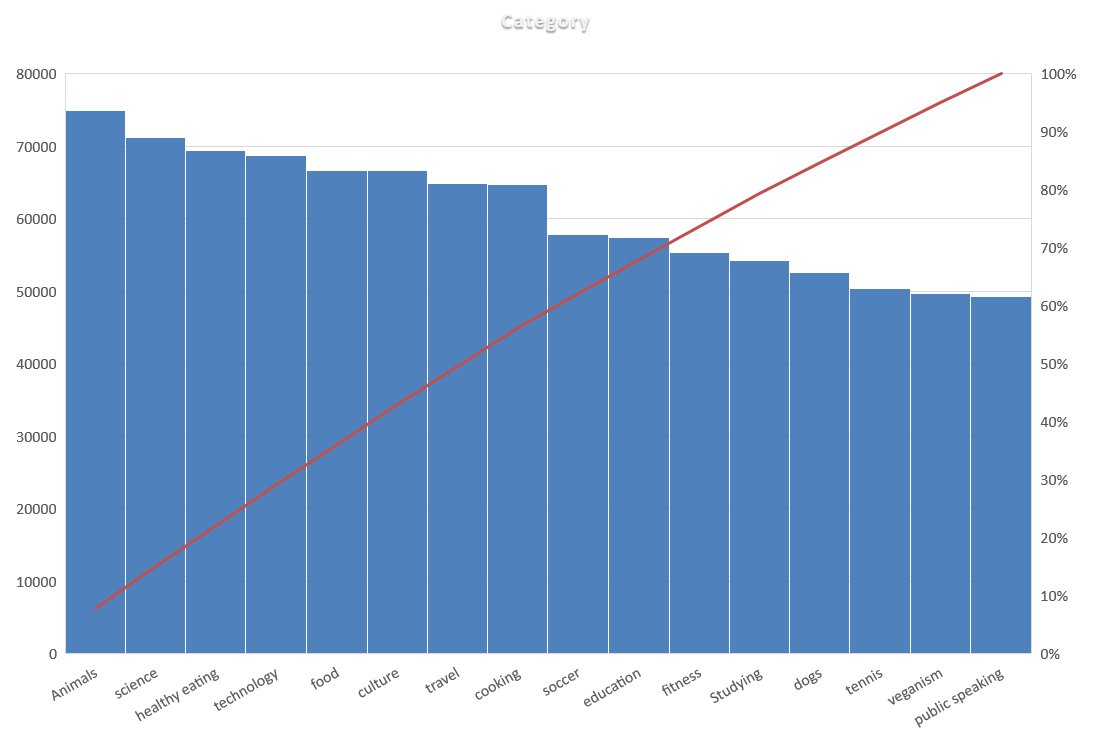 Category
80000
70000
60000
50000
40000
30000
20000
10000
0
100%
90%
80%
70%
60%
50%
40%
30%
20%
10%
0%
Animals
science
healthy eating
technology
food
culture
travel
cooking
soccer
education
fitness
Studying
dogs
tennis
veganism
public speaking